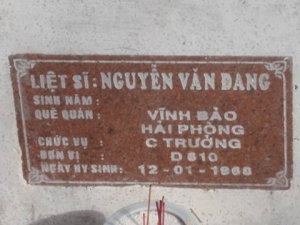 LIỆT SĨ: NGUYỄN VĂN ĐANG
SINH NĂM:
QUÊ QUÁN: VĨNH BẢO
HẢI PHÒNG
CHỨC VỤ: C TRƯỞNG
ĐƠN VỊ: D 610
NGÀY HY SINH: 12-01-1968